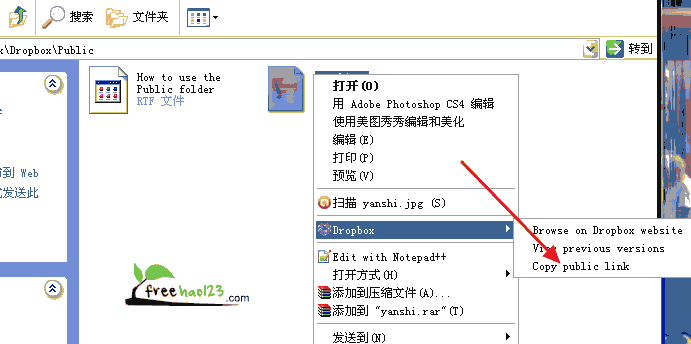 搜索
文件夹
x\Dropbox\Public
转到
How to use the
Public folder
RTF 文件
到 Web
发送此
打开(O)
用 Adobe Photoshop CS4 编辑
使用美图秀秀编辑和美化
编辑(E)
打印(P)
预览(V)
扫描 yanshi.jpg (S)
Dropbox
Edit with Notepad++
打开方式(H)
添加到压缩文件(A)...
添加到 "yanshi.rar"(T)
发送到(N)
Browse on Dropbox website
View previous versions
Copy public link
freehao123.com